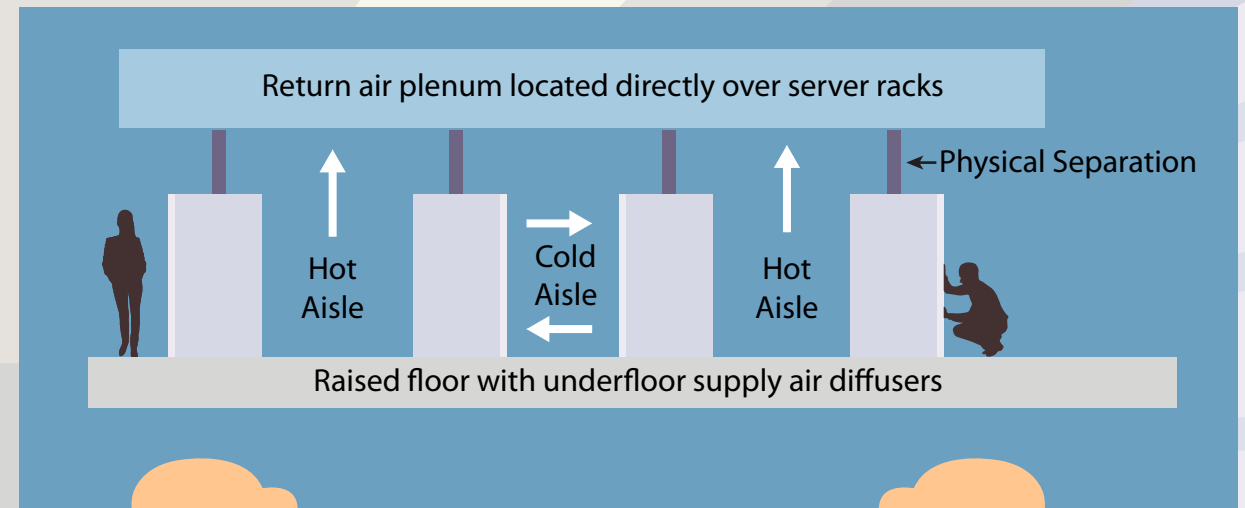 Return air plenum located directly over server racks
Physical Separation
Hot
Aisle
Cold
Aisle
Hot
Aisle
Raised floor with underfloor supply air diffusers